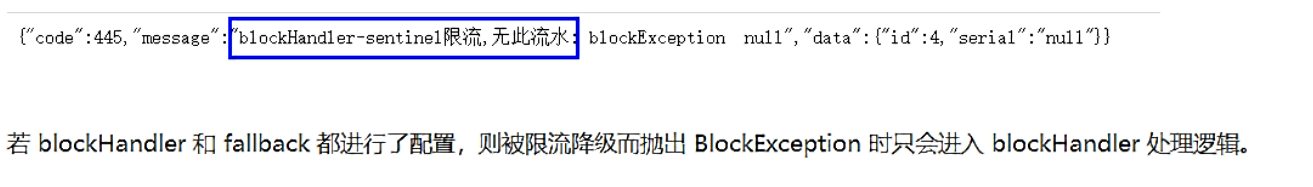 {"code":445,"message":"blockHandler-sentinel限流,无此流水: blockException  null","data":{"id":4,"serial":"null"}}
若 blockHandler 和 fallback 都进行了配置，则被限流降级而抛出 BlockException 时只会进入 blockHandler 处理逻辑。